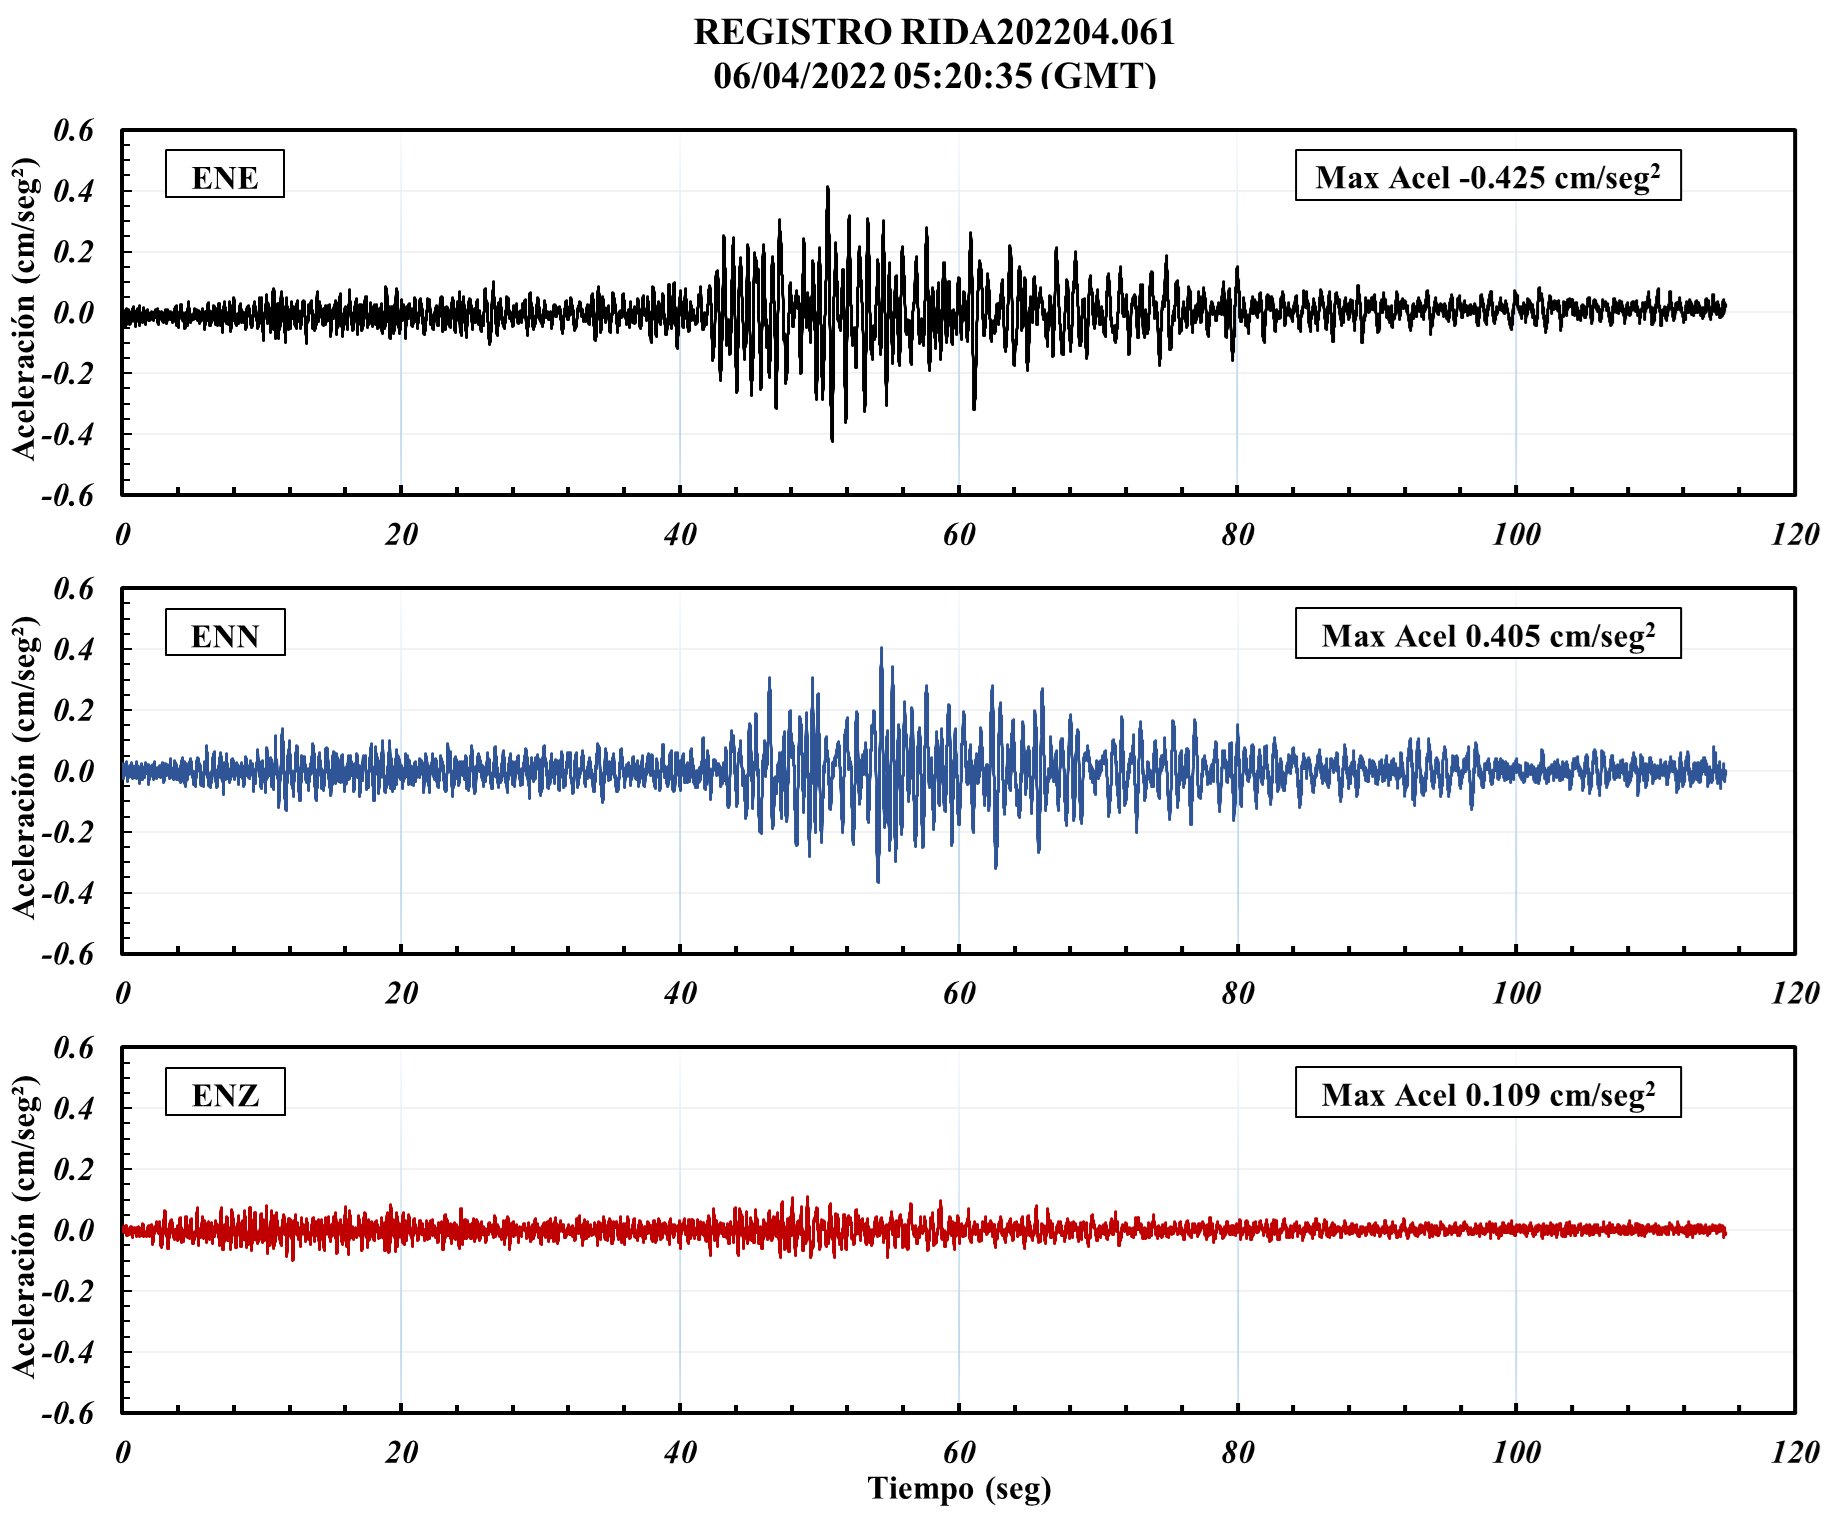 REGISTRO RIDA202204.061
06/04/2022 05:20:35 (GMT)
Aceleración (cm/seg²)
0.6
0.4
0.2
0.0
-0.2
-0.4
-0.6
ENE
Max Acel -0.425 cm/seg²
0 20 40 60 80 100 120
Aceleración (cm/seg²)
0.6
0.4
0.2
0.0
-0.2
-0.4
-0.6
ENN
Max Acel 0.405 cm/seg²
0 20 40 60 80 100 120
Aceleración (cm/seg²)
0.6
0.4
0.2
0.0
-0.2
-0.4
-0.6
ENZ
Max Acel 0.109 cm/seg²
0 20 40 60 80 100 120
Tiempo (seg)